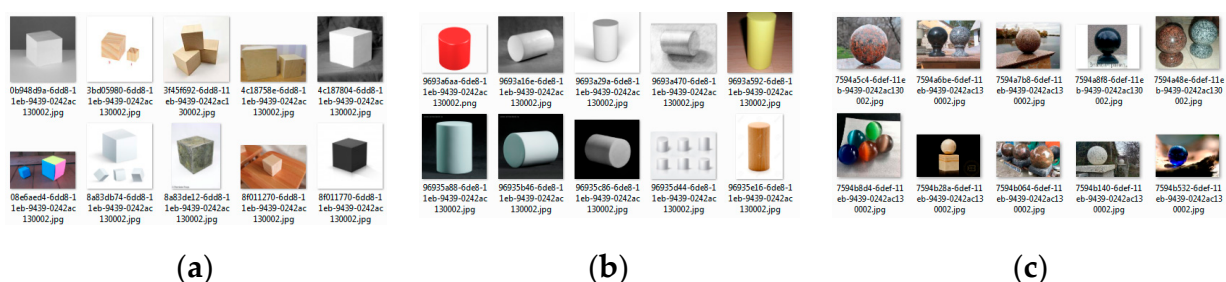 0b948d9a-6dd8-1
1eb-9439-0242ac
130002.jpg
3bd05980-6dd8-1
1eb-9439-0242ac
130002.jpg
3f45f692-6dd8-11
eb-9439-0242ac1
30002.jpg
4c18758e-6dd8-1
1eb-9439-0242ac
130002.jpg
4c187804-6dd8-1
1eb-9439-0242ac
130002.jpg
08e6aed4-6dd8-1
1eb-9439-0242ac
130002.jpg
8a83db74-6dd8-1
1eb-9439-0242ac
130002.jpg
8a83de12-6dd8-1
1eb-9439-0242ac
130002.jpg
8f011270-6dd8-1
1eb-9439-0242ac
130002.jpg
8f011770-6dd8-1
1eb-9439-0242ac
130002.jpg
(a)
9693a6aa-6de8-1
1eb-9439-0242ac
130002.png
9693a16e-6de8-1
1eb-9439-0242ac
130002.jpg
9693a29a-6de8-1
1eb-9439-0242ac
130002.jpg
9693a470-6de8-1
1eb-9439-0242ac
130002.jpg
9693a592-6de8-1
1eb-9439-0242ac
130002.jpg
96935a88-6de8-1
1eb-9439-0242ac
130002.jpg
96935b46-6de8-1
1eb-9439-0242ac
130002.jpg
96935c86-6de8-1
1eb-9439-0242ac
130002.jpg
96935d44-6de8-1
1eb-9439-0242ac
130002.jpg
96935e16-6de8-1
1eb-9439-0242ac
130002.jpg
(b)
7594a5c4-6def-11e
b-9439-0242ac130
002.jpg
7594a6be-6def-11
eb-9439-0242ac13
0002.jpg
7594a7b8-6def-11
eb-9439-0242ac13
0002.jpg
7594a8f8-6def-11
eb-9439-0242ac13
0002.jpg
7594a48e-6def-11
eb-9439-0242ac13
0002.jpg
7594b8d4-6def-11
eb-9439-0242ac13
0002.jpg
7594b28a-6def-11
eb-9439-0242ac13
0002.jpg
7594b064-6def-11
eb-9439-0242ac13
0002.jpg
7594b140-6def-11
eb-9439-0242ac13
0002.jpg
7594b532-6def-11
eb-9439-0242ac13
0002.jpg
(c)